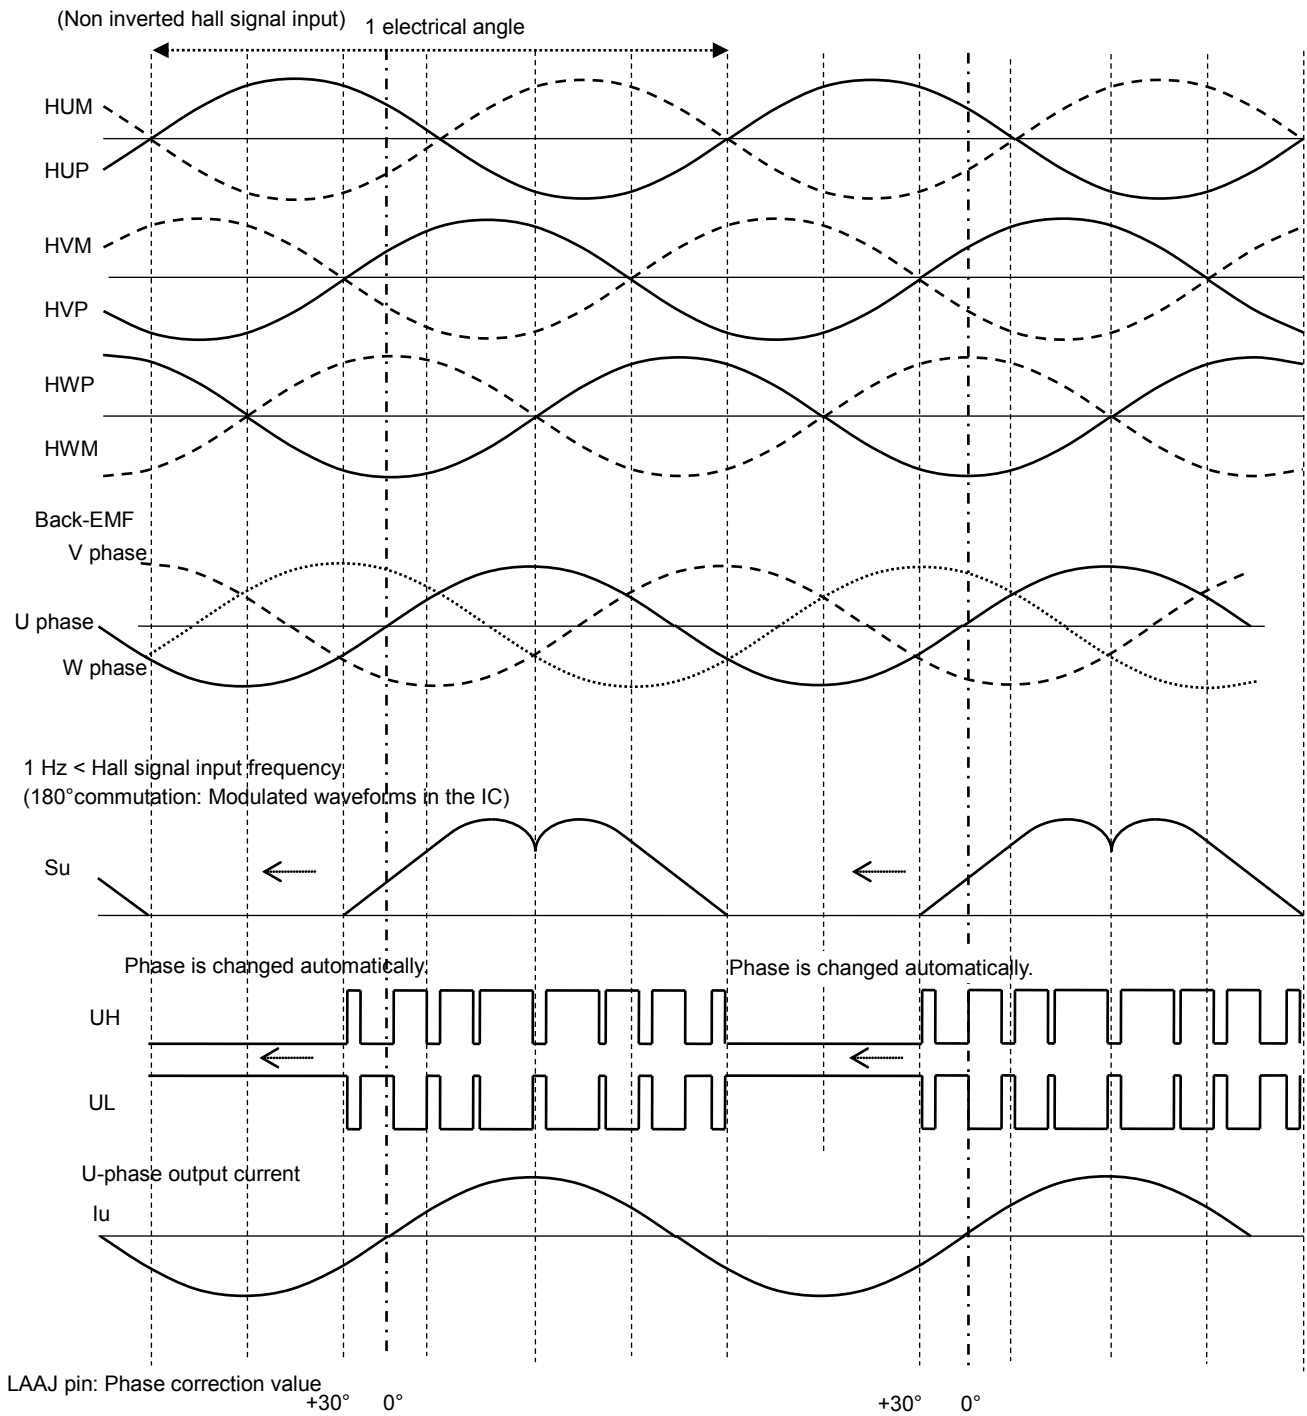 (Non inverted hall signal input)
1 electrical angle
HUM
HUP
HVM
HVP
HWP
HWM
Back-EMF
V phase
U phase
W phase
1 Hz < Hall signal input frequency
(180°commutation: Modulated waveforms in the IC)
Su
Phase is changed automatically.
Phase is changed automatically.
UH
UL
U-phase output current
Iu
LAAJ pin: Phase correction value
+30° 0° +30° 0°